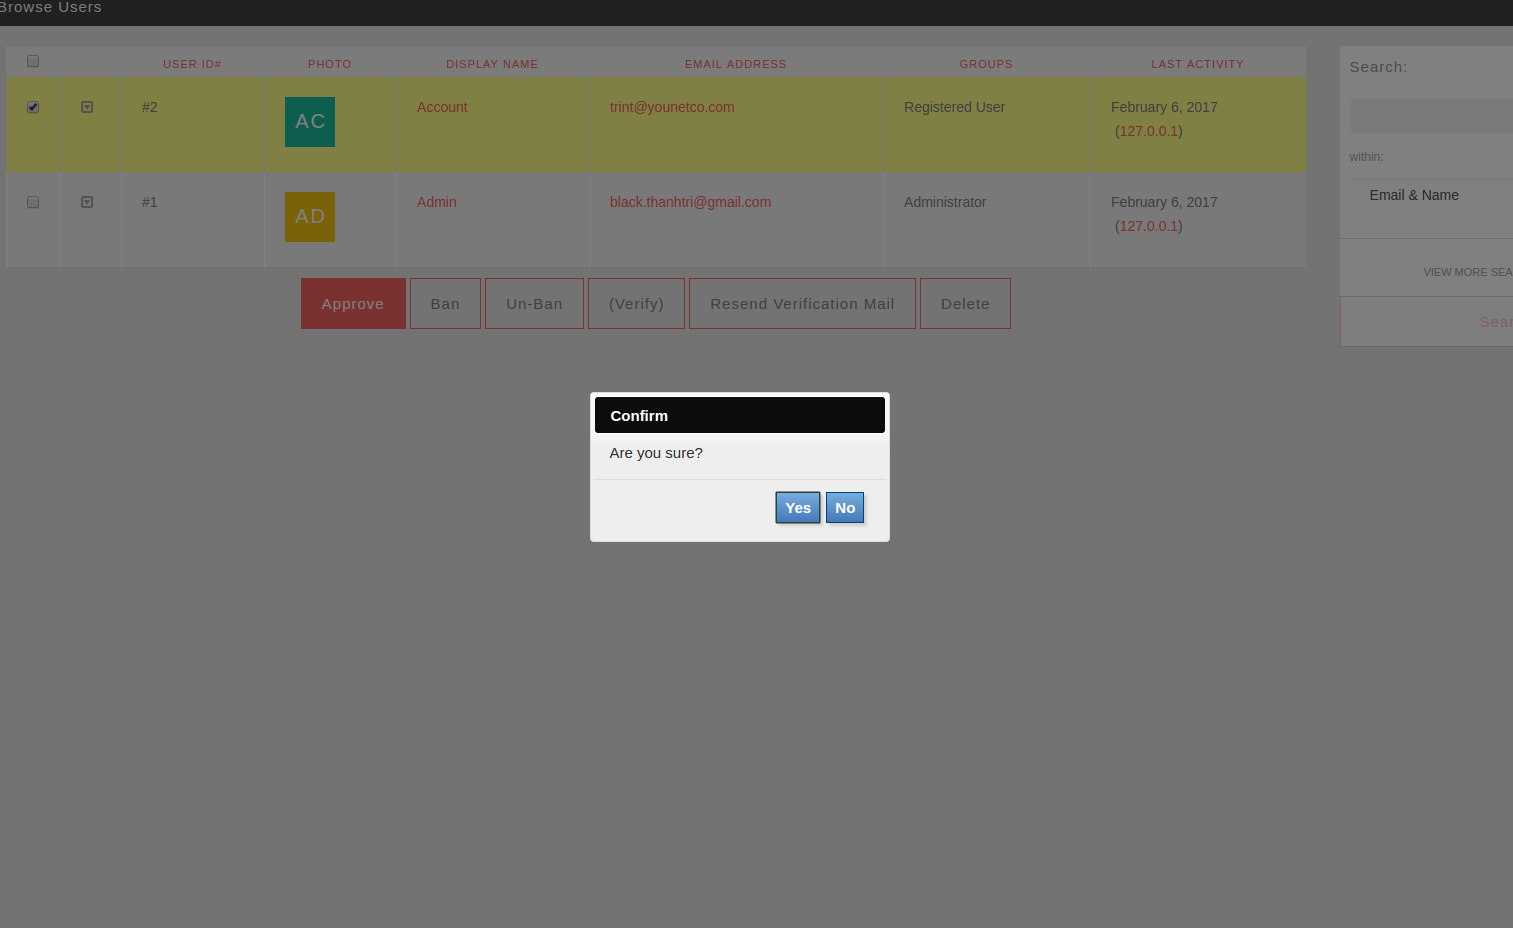 Browse Users
USER ID# PHOTO DISPLAY NAME EMAIL ADDRESS GROUPS LAST ACTIVITY
#2 AC Account trint@younetco.com Registered User February 6, 2017
(127.0.0.1)
#1 AD Admin black.thanhtri@gmail.com Administrator February 6, 2017
(127.0.0.1)
Approve Ban Un-Ban (Verify) Resend Verification Mail Delete
Search:
within:
Email & Name
VIEW MORE SEA
Sear
Confirm
Are you sure?
Yes No